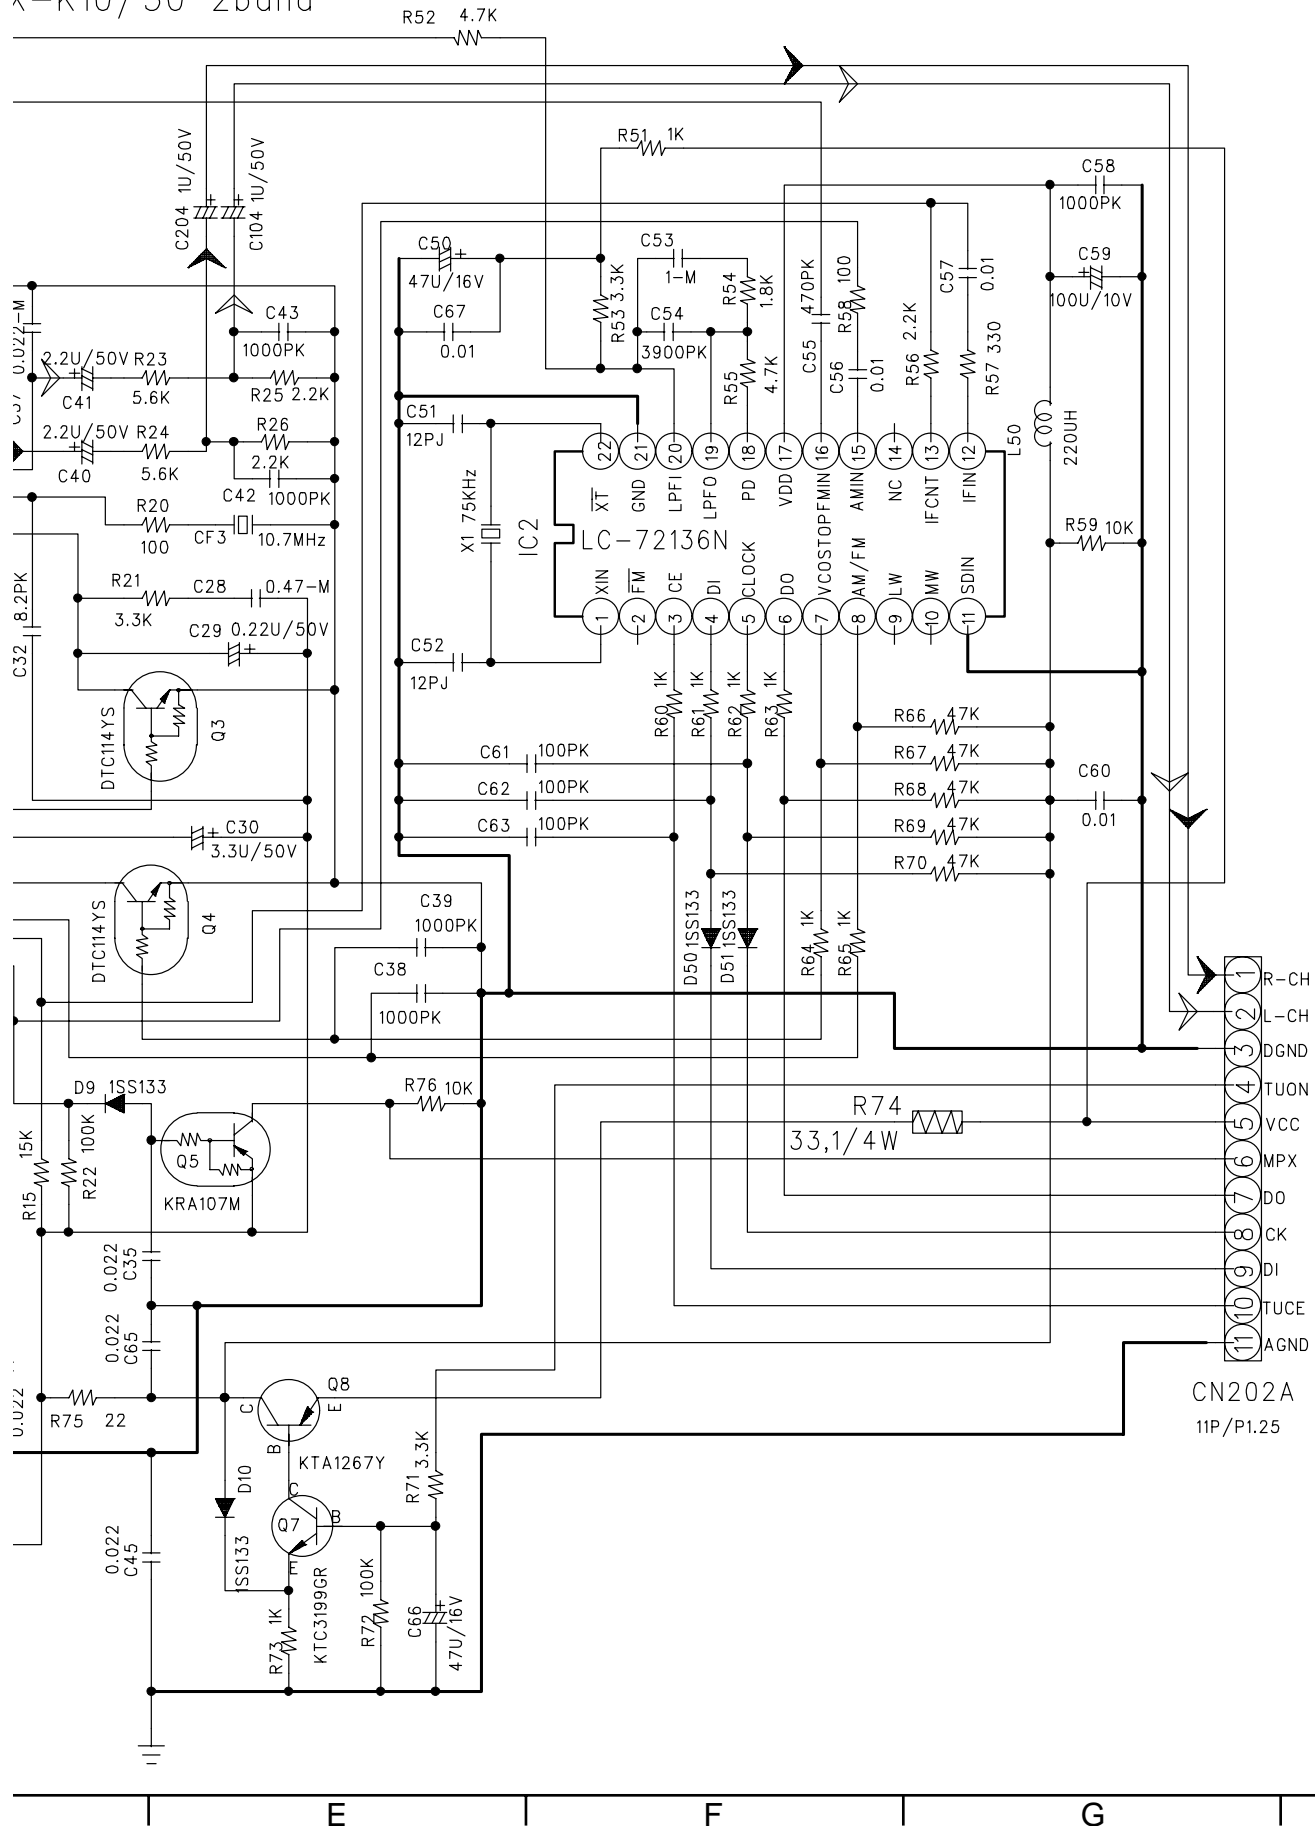 X-K10/50 2band
R52 4.7K
R51 1K
C204 1U/50V
C104 1U/50V
C58
1000PK
C50
47U/16V
C53
1-M
R54
1.8K
470PK
C55
R58 100
C57
0.01
C59
100U/10V
R53 3.3K
C67
0.01
C54
3900PK
R55
4.7K
C56
0.01
R56 2.2K
R57 330
0.022-M
C43
1000PK
2.2U/50V R23
C41 5.6K
R25 2.2K
2.2U/50V R24
C40 5.6K
R26
2.2K
C42 1000PK
C51
12PJ
L50
220UH
R20
100
CF3 10.7MHz
X1 75KHz
IC2
LC-72136N
22 21 20 19 18 17 16 15 14 13 12
XT GND LPFI LPFO PD VDD FMIN AMIN NC IFCNT IFIN
XIN FM CE DI CLOCK DO VCOSTOP AM/FM LW MW SDIN
1 2 3 4 5 6 7 8 9 10 11
R59 10K
C32 8.2PK
R21
3.3K
C28 0.47-M
C29 0.22U/50V
C52
12PJ
R60 1K
R61 1K
R62 1K
R63 1K
DTC114YS
Q3
R66 47K
R67 47K
R68 47K
R69 47K
R70 47K
C61 100PK
C62 100PK
C63 100PK
C60
0.01
C30
3.3U/50V
DTC114YS
Q4
C39
1000PK
C38
1000PK
D50 1SS133
D51 1SS133
R64 1K
R65 1K
1 R-CH
2 L-CH
3 DGND
4 TUON
5 VCC
6 MPX
7 DO
8 CK
9 DI
10 TUCE
11 AGND
CN202A
11P/P1.25
D9 1SS133
R76 10K
R74
33,1/4W
R15 15K
R22 100K
Q5
KRA107M
0.022
C35
0.022
C65
0.022
R75 22
Q8
C
E
B
KTA1267Y
D10
1SS133
C
Q7
B
E
KTC3199GR
R71 3.3K
0.022
C45
R73 1K
R72 100K
C66
47U/16V
E F G